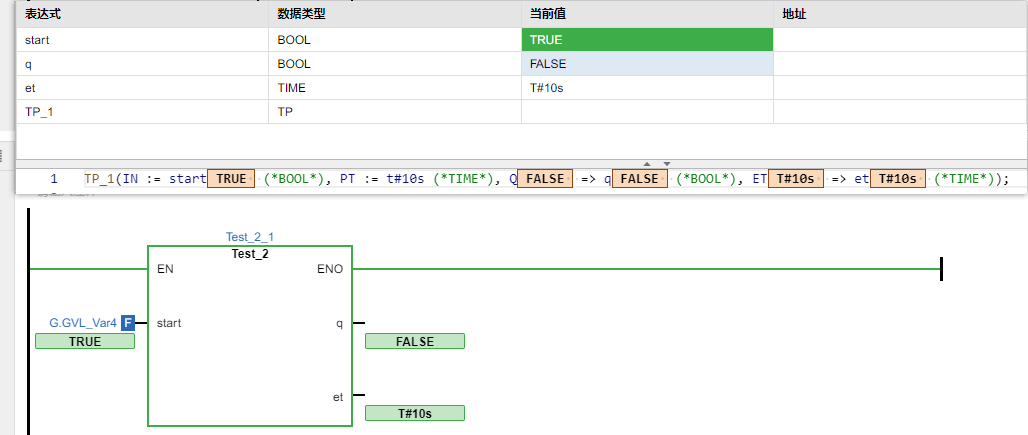 表达式 数据类型 当前值 地址
start BOOL TRUE
q BOOL FALSE
et TIME T#10s
TP_1 TP
1 TP_1(IN := start TRUE (*BOOL*), PT := t#10s (*TIME*), Q FALSE => q FALSE (*BOOL*), ET T#10s => et T#10s (*TIME*));
Test_2_1
Test_2
EN ENO
G.GVL_Var4 F start q
TRUE FALSE
et
T#10s